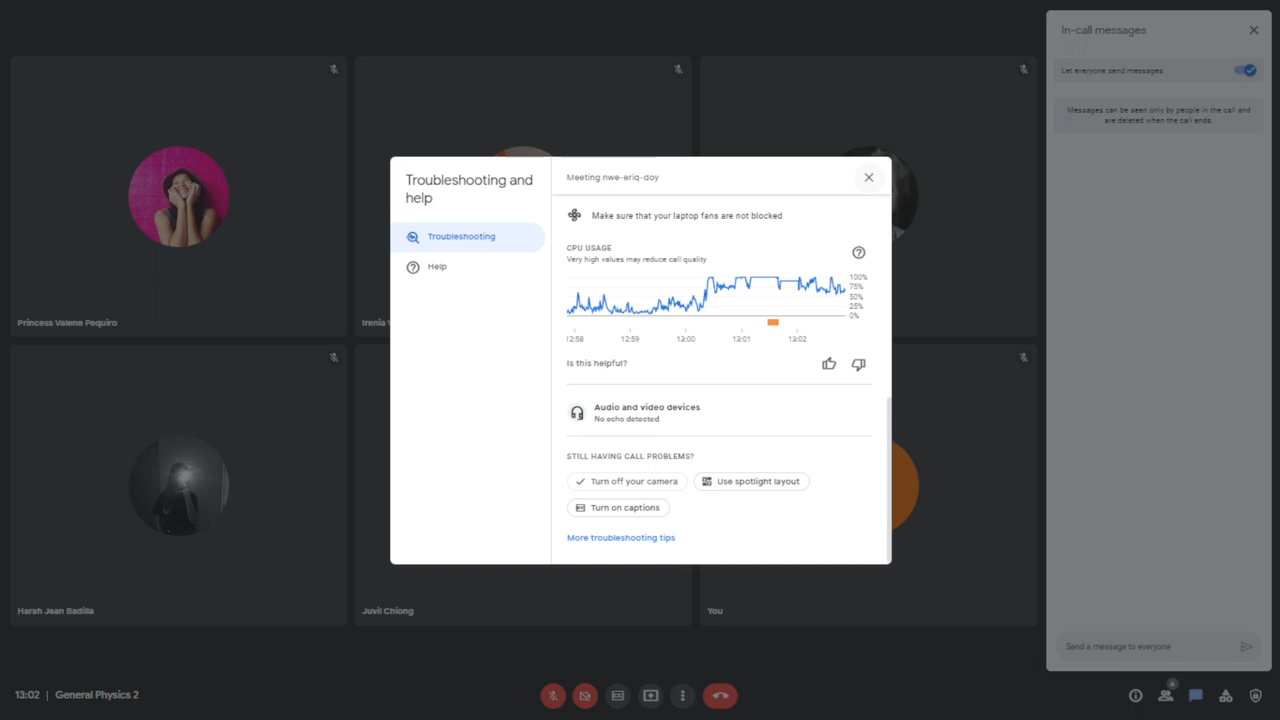 In-call messages
Let everyone send messages
Messages can be seen only by people in the call and
are deleted when the call ends.
Princess Valene Pequiro
Irenia
Troubleshooting and
help
Troubleshooting
Help
Meeting nwe-eriq-doy
Make sure that your laptop fans are not blocked
CPU USAGE
Very high values may reduce call quality
100%
75%
50%
25%
0%
12:58 12:59 13:00 13:01 13:02
Is this helpful?
Audio and video devices
No echo detected
STILL HAVING CALL PROBLEMS?
Turn off your camera
Use spotlight layout
Turn on captions
More troubleshooting tips
Harah Jean Badilla
Juvil Chiong
You
Send a message to everyone
13:02 | General Physics 2